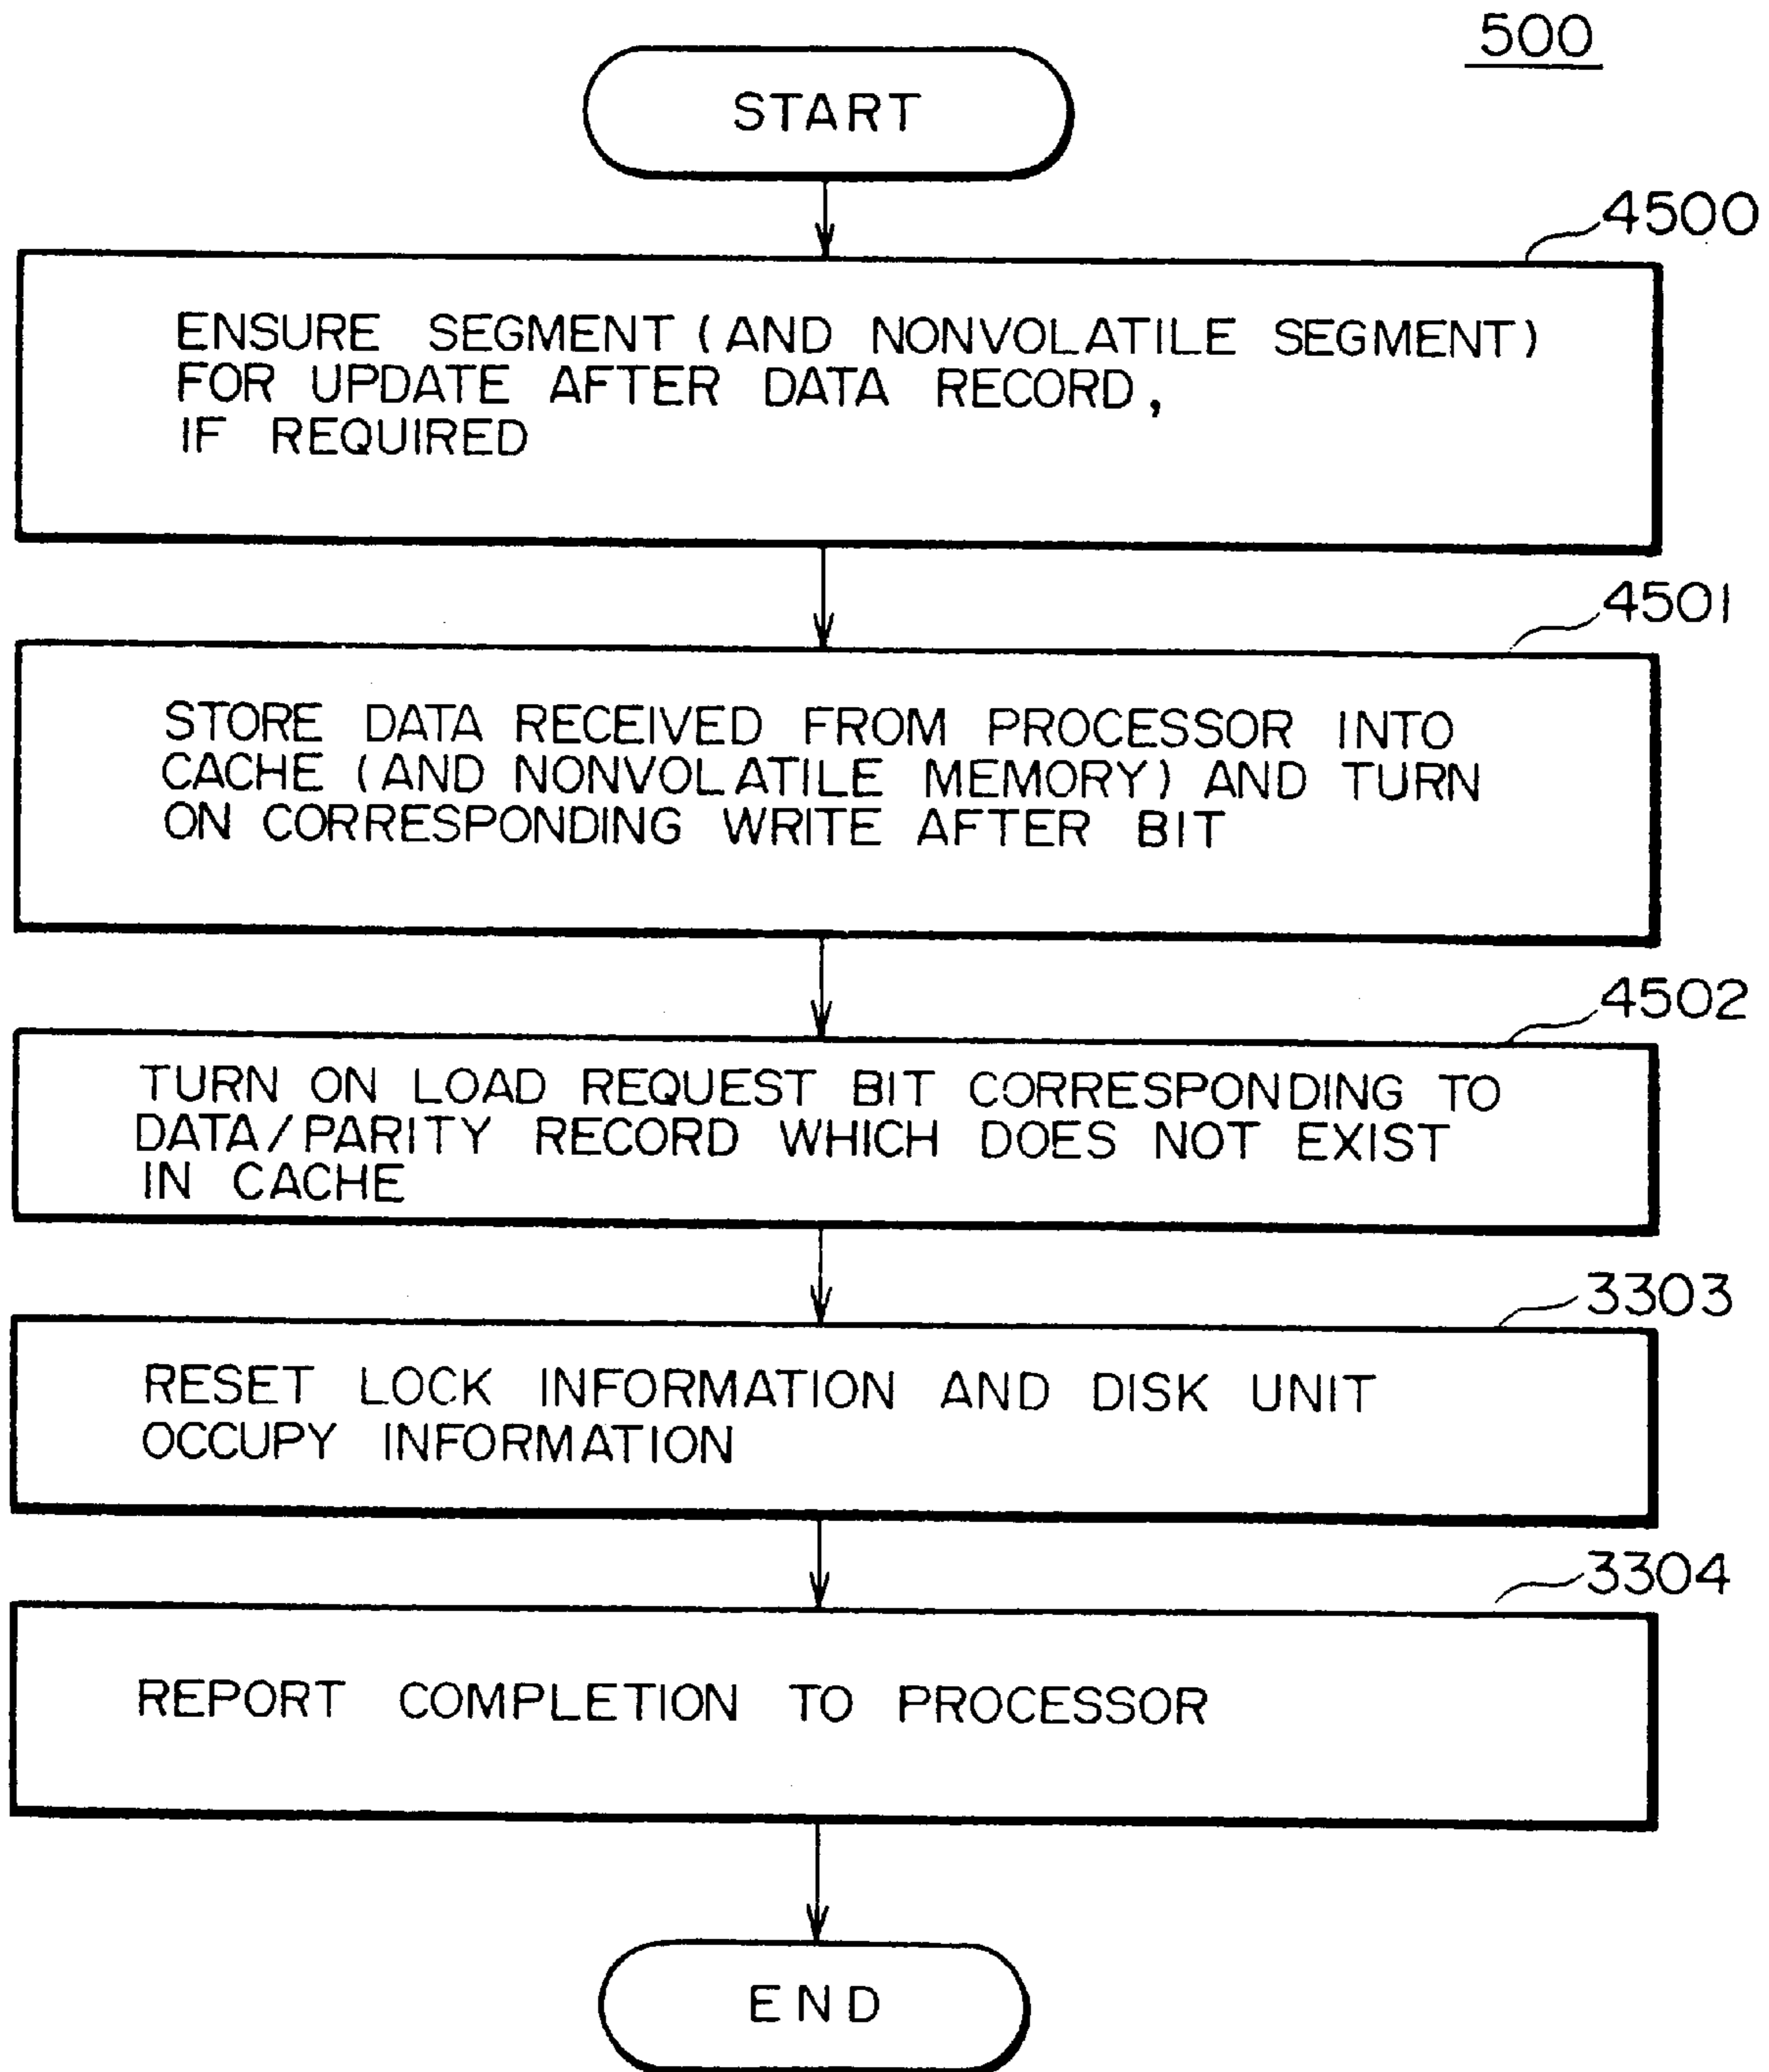 500
START
4500
ENSURE SEGMENT (AND NONVOLATILE SEGMENT)
FOR UPDATE AFTER DATA RECORD,
IF REQUIRED
4501
STORE DATA RECEIVED FROM PROCESSOR INTO
CACHE (AND NONVOLATILE MEMORY) AND TURN
ON CORRESPONDING WRITE AFTER BIT
4502
TURN ON LOAD REQUEST BIT CORRESPONDING TO
DATA/PARITY RECORD WHICH DOES NOT EXIST
IN CACHE
3303
RESET LOCK INFORMATION AND DISK UNIT
OCCUPY INFORMATION
3304
REPORT COMPLETION TO PROCESSOR
END